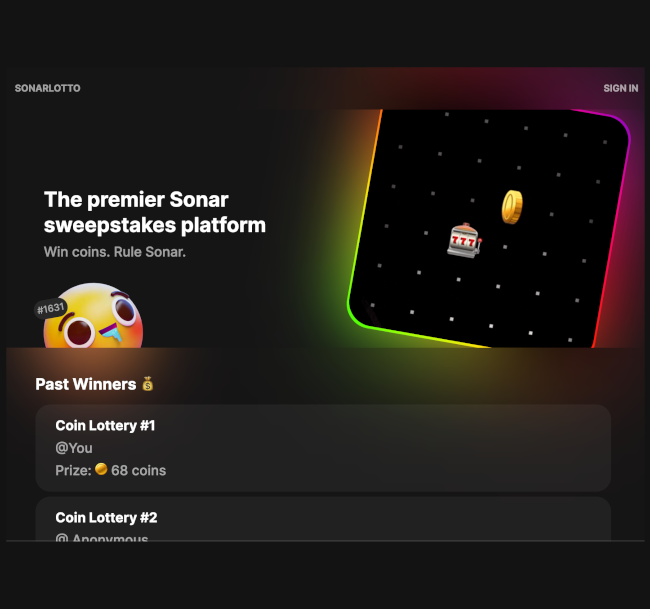 SONARLOTTO
SIGN IN
The premier Sonar
sweepstakes platform
Win coins. Rule Sonar.
#1631
777
Past Winners
Coin Lottery #1
@You
Prize: 68 coins
Coin Lottery #2
@ Anonymous